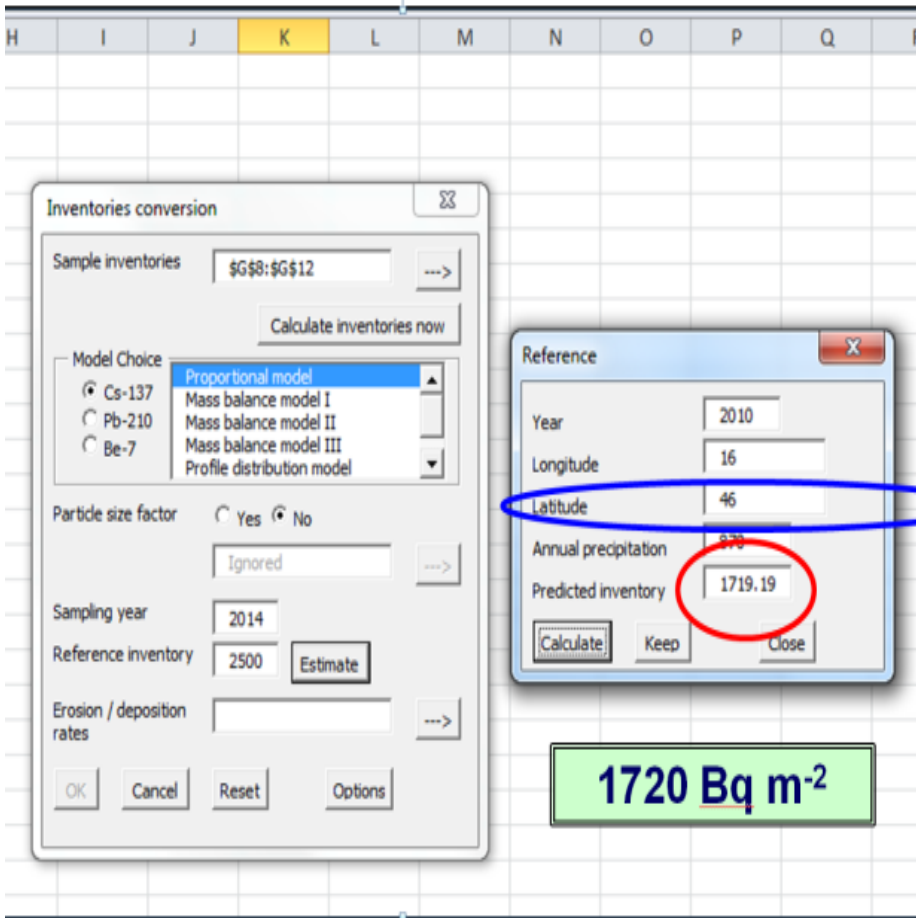 H I J K L M N O P Q
Inventories conversion
Sample inventories $G$8:$G$12 --->
Calculate inventories now
Model Choice
Cs-137
Pb-210
Be-7
Proportional model
Mass balance model I
Mass balance model II
Mass balance model III
Profile distribution model
Particle size factor Yes No
Ignored --->
Sampling year 2014
Reference inventory 2500 Estimate
Erosion / deposition
rates --->
OK Cancel Reset Options
Reference
Year 2010
Longitude 16
Latitude 46
Annual precipitation
Predicted inventory 1719.19
Calculate Keep Close
1720 Bq m-2